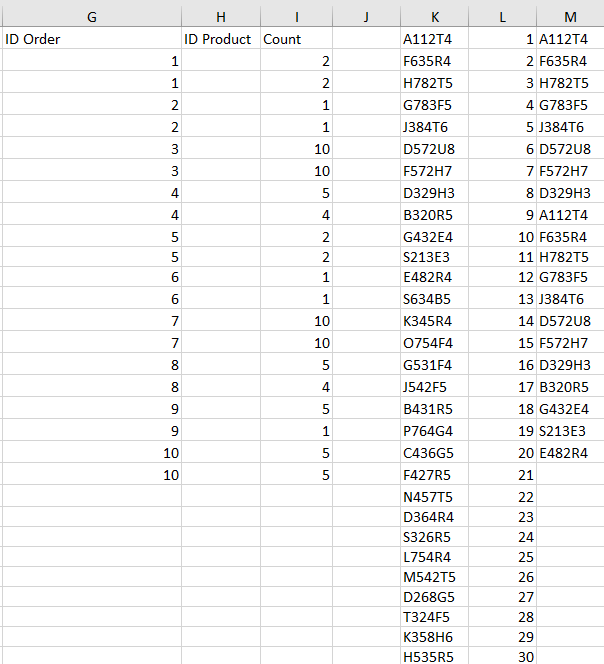 G H I J K L M
ID Order ID Product Count A112T4 1 A112T4
1 2 F635R4 2 F635R4
1 2 H782T5 3 H782T5
2 1 G783F5 4 G783F5
2 1 J384T6 5 J384T6
3 10 D572U8 6 D572U8
3 10 F572H7 7 F572H7
4 5 D329H3 8 D329H3
4 4 B320R5 9 A112T4
5 2 G432E4 10 F635R4
5 2 S213E3 11 H782T5
6 1 E482R4 12 G783F5
6 1 S634B5 13 J384T6
7 10 K345R4 14 D572U8
7 10 O754F4 15 F572H7
8 5 G531F4 16 D329H3
8 4 J542F5 17 B320R5
9 5 B431R5 18 G432E4
9 1 P764G4 19 S213E3
10 5 C436G5 20 E482R4
10 5 F427R5 21
N457T5 22
D364R4 23
S326R5 24
L754R4 25
M542T5 26
D268G5 27
T324F5 28
K358H6 29
H535R5 30